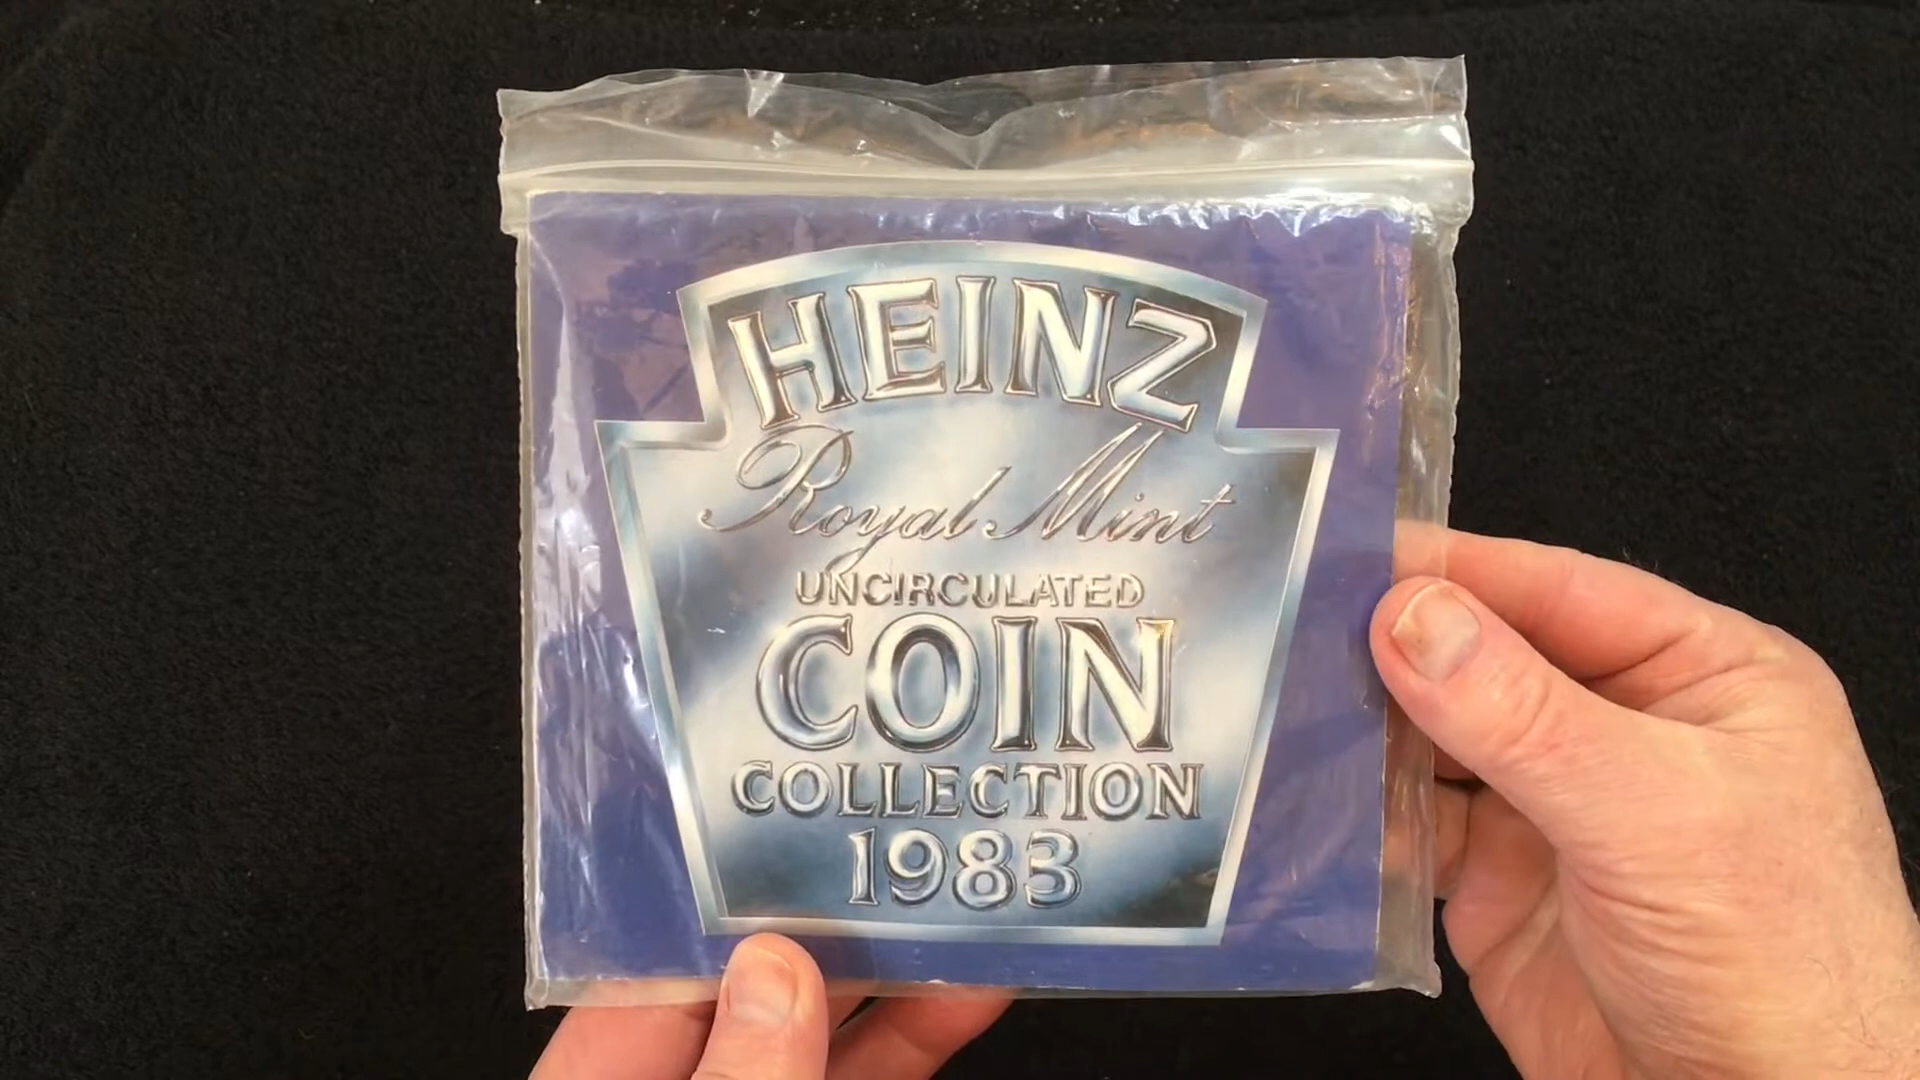 HEINZ
Royal Mint
UNCIRCULATED
COIN
COLLECTION
1983